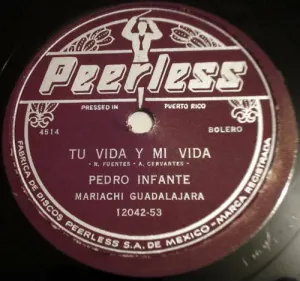 Peerless
PRESSED IN PUERTO RICO
4514 BOLERO
TU VIDA Y MI VIDA
- R. FUENTES - A. CERVANTES -
PEDRO INFANTE
MARIACHI GUADALAJARA
12042-53
FABRICA DE DISCOS PEERLESS S.A. DE MEXICO - MARCA REGISTRADA